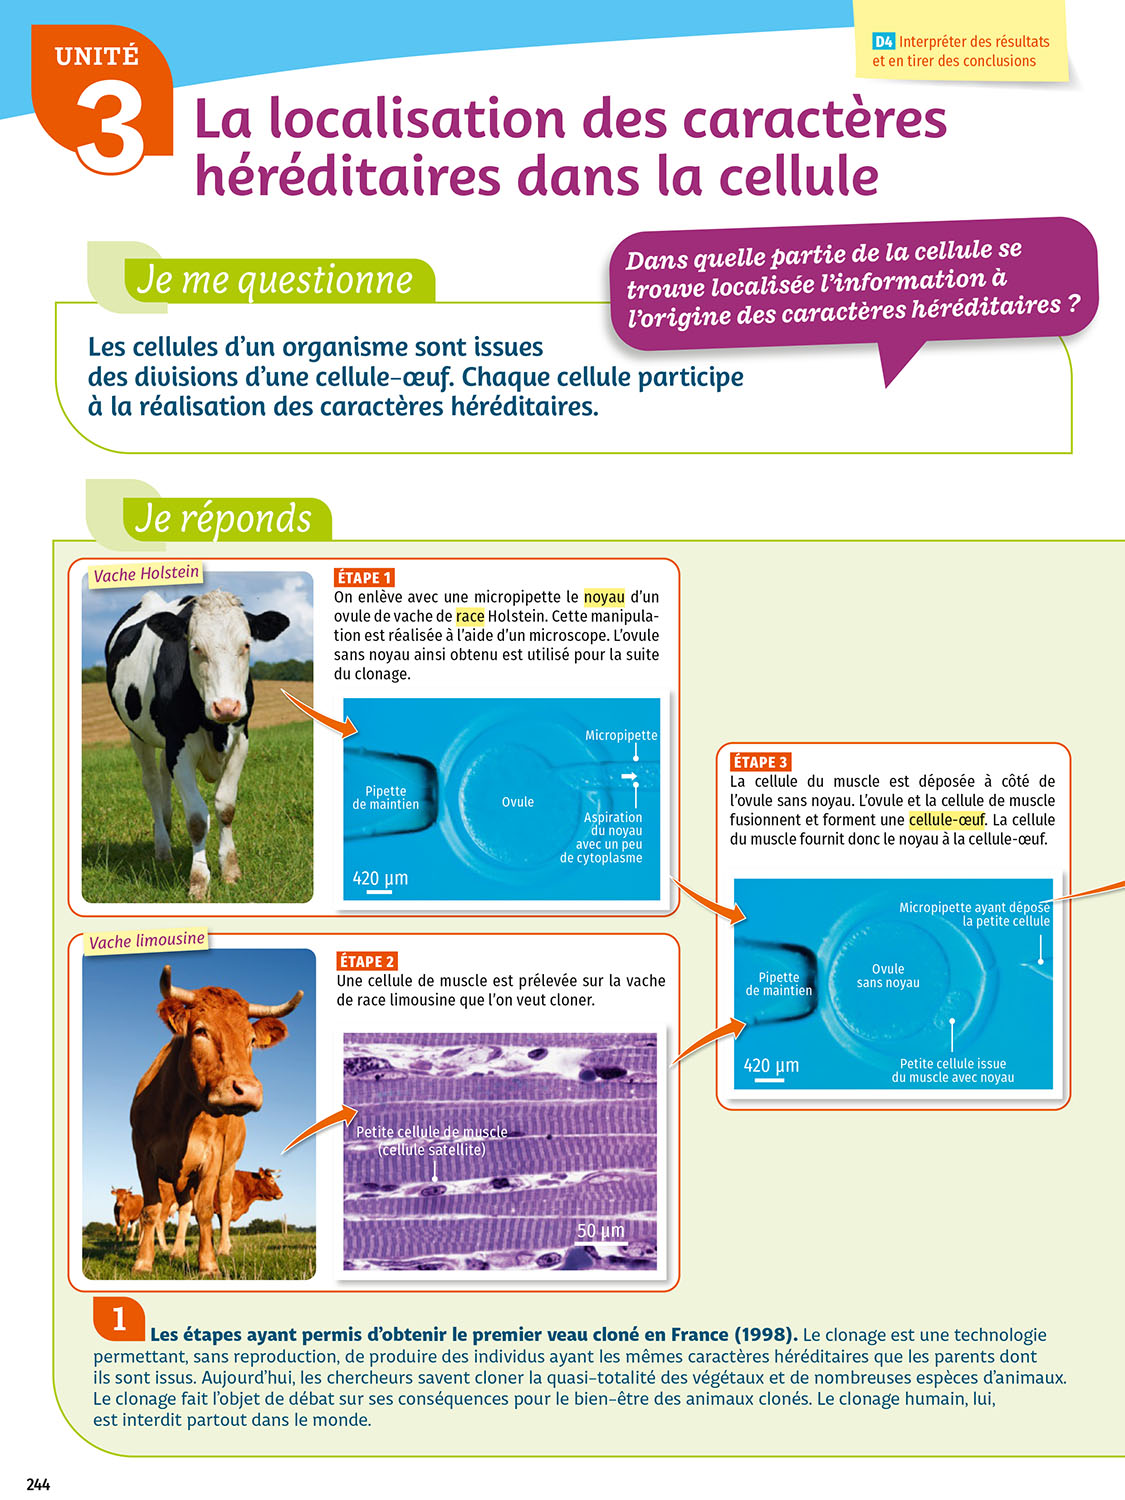 UNITÉ
3
D4 Interpréter des résultats
et en tirer des conclusions
La localisation des caractères
héréditaires dans la cellule
Je me questionne
Dans quelle partie de la cellule se
trouve localisée l'information à
l'origine des caractères héréditaires ?
Les cellules d'un organisme sont issues
des divisions d'une cellule-œuf. Chaque cellule participe
à la réalisation des caractères héréditaires.
Je réponds
Vache Holstein
ÉTAPE 1
On enlève avec une micropipette le noyau d'un
ovule de vache de race Holstein. Cette manipula-
tion est réalisée à l'aide d'un microscope. L'ovule
sans noyau ainsi obtenu est utilisé pour la suite
du clonage.
Micropipette
Pipette
de maintien
Ovule
Aspiration
du noyau
avec un peu
de cytoplasme
420 µm
Vache limousine
ÉTAPE 2
Une cellule de muscle est prélevée sur la vache
de race limousine que l'on veut cloner.
Petite cellule de muscle
(cellule satellite)
50 µm
ÉTAPE 3
La cellule du muscle est déposée à côté de
l'ovule sans noyau. L'ovule et la cellule de muscle
fusionnent et forment une cellule-œuf. La cellule
du muscle fournit donc le noyau à la cellule-œuf.
Micropipette ayant déposé
la petite cellule
Pipette
de maintien
Ovule
sans noyau
420 µm
Petite cellule issue
du muscle avec noyau
1
Les étapes ayant permis d'obtenir le premier veau cloné en France (1998). Le clonage est une technologie
permettant, sans reproduction, de produire des individus ayant les mêmes caractères héréditaires que les parents dont
ils sont issus. Aujourd'hui, les chercheurs savent cloner la quasi-totalité des végétaux et de nombreuses espèces d'animaux.
Le clonage fait l'objet de débat sur ses conséquences pour le bien-être des animaux clonés. Le clonage humain, lui,
est interdit partout dans le monde.
244